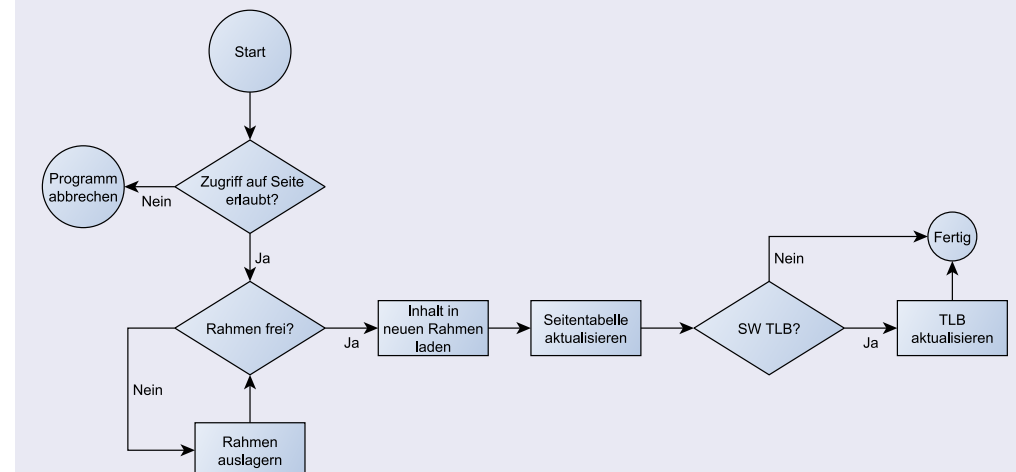 Start
Programm
abbrechen
Nein
Zugriff auf Seite
erlaubt?
Ja
Rahmen frei?
Ja
Nein
Rahmen
auslagern
Inhalt in
neuen Rahmen
laden
Seitentabelle
aktualisieren
SW TLB?
Nein
Ja
TLB
aktualisieren
Fertig